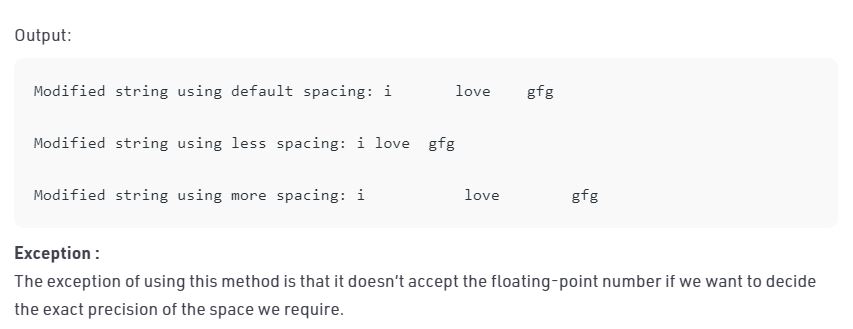 Output:
Modified string using default spacing: i       love    gfg
Modified string using less spacing: i love  gfg
Modified string using more spacing: i           love        gfg
Exception :
The exception of using this method is that it doesn't accept the floating-point number if we want to decide
the exact precision of the space we require.